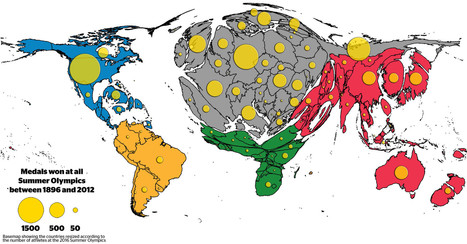 Medals won at all
Summer Olympics
between 1896 and 2012
1500 500 50
Basemap showing the countries resized according to
the number of athletes at the 2016 Summer Olympics